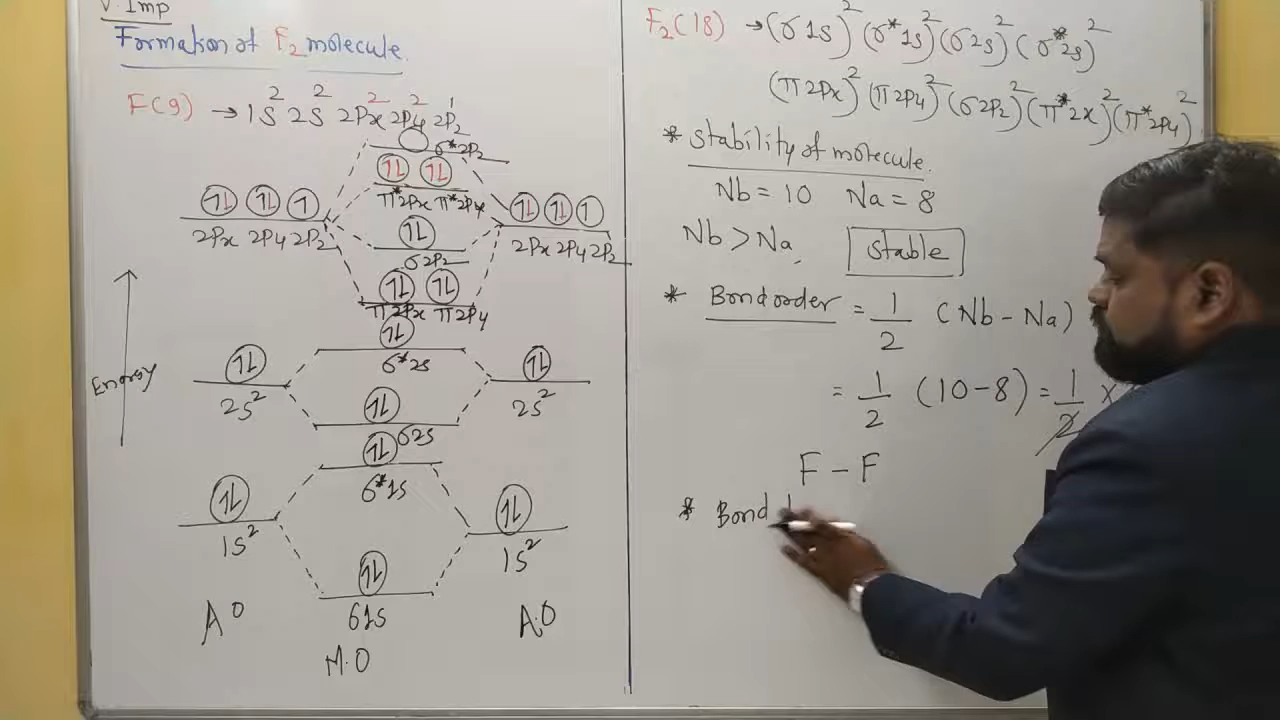 V. Imp
Formation of F₂ molecule.
F(9) → 1s² 2s² 2Px² 2Py² 2Pz¹
σ*2Pz
π*2Px π*2Py
2Px 2Py 2Pz
2Px 2Py 2Pz
σ2Pz
π2Px π2Py
σ*2s
2s²
2s²
σ2s
Energy
σ*1s
1s²
1s²
σ1s
A O
A.O
M.O
F₂(18) → (σ1s)² (σ*1s)² (σ2s)² (σ*2s)²
(π2Px)² (π2Py)² (σ2Pz)² (π*2x)² (π*2Py)²
* Stability of molecule.
Nb = 10 Na = 8
Nb > Na, Stable
* Bond order = 1/2 (Nb - Na)
= 1/2 (10 - 8) = 1/2 x
F - F
* Bond